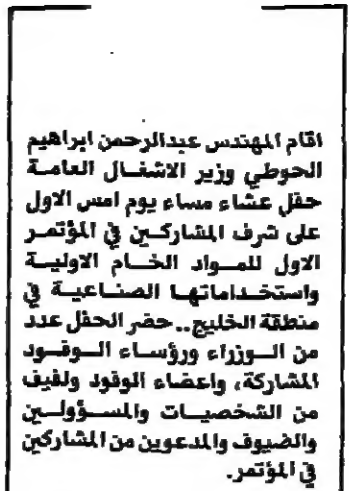 اقام المهندس عبدالرحمن ابراهيم
الحوطي وزير الاشغال العامة
حفل عشاء مساء يوم امس الاول
على شرف المشاركين في المؤتمر
الاول للمواد الخام الاولية
واستخداماتها الصناعية في
منطقة الخليج.. حضر الحفل عدد
من الوزراء ورؤساء الوفود
المشاركة، واعضاء الوفود ولفيف
من الشخصيات والمسؤولين
والضيوف والمدعوين من المشاركين
في المؤتمر.